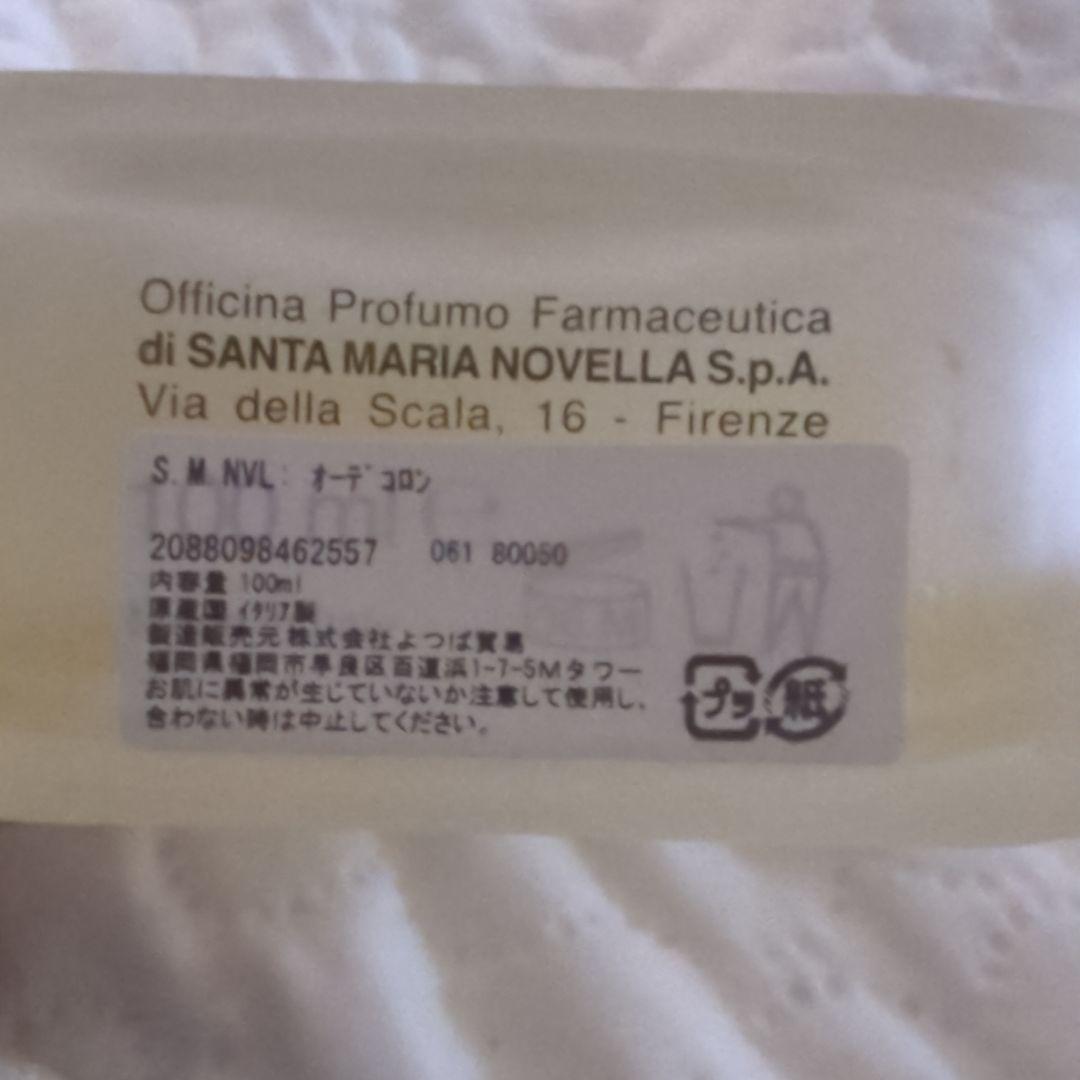 Officina Profumo Farmaceutica
di SANTA MARIA NOVELLA S.p.A.
Via della Scala, 16 - Firenze
100 ml e
S.M.NVL: オーデコロン
2088098462557 061 80050
内容量 100ml
原産国 イタリア製
製造販売元 株式会社よつば貿易
福岡県福岡市早良区百道浜1-7-5Mタワー
お肌に異常が生じていないか注意して使用し、
合わない時は中止してください。
プラ 紙